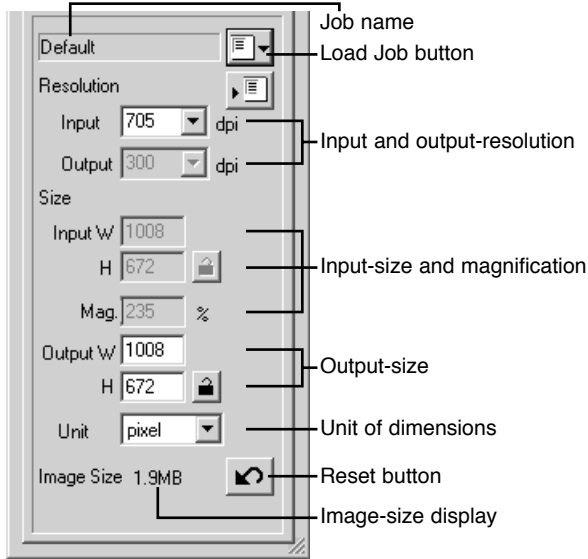 Job name
Default
Load Job button
Resolution
Input 705 dpi
Input and output-resolution
Output 300 dpi
Size
Input W 1008
H 672
Input-size and magnification
Mag. 235 %
Output W 1008
Output-size
H 672
Unit pixel
Unit of dimensions
Image Size 1.9MB
Reset button
Image-size display